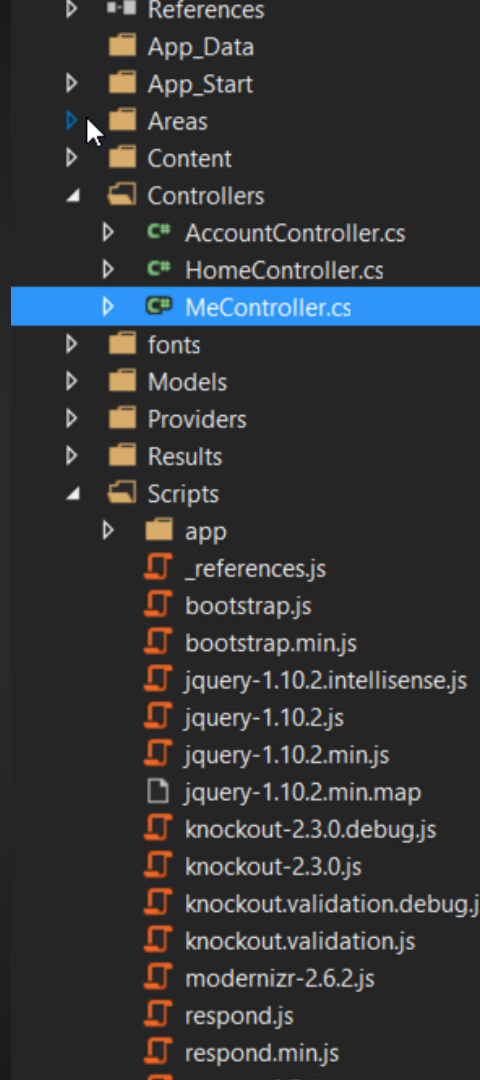 References
App_Data
App_Start
Areas
Content
Controllers
C# AccountController.cs
C# HomeController.cs
C# MeController.cs
fonts
Models
Providers
Results
Scripts
app
_references.js
bootstrap.js
bootstrap.min.js
jquery-1.10.2.intellisense.js
jquery-1.10.2.js
jquery-1.10.2.min.js
jquery-1.10.2.min.map
knockout-2.3.0.debug.js
knockout-2.3.0.js
knockout.validation.debug.j
knockout.validation.js
modernizr-2.6.2.js
respond.js
respond.min.js